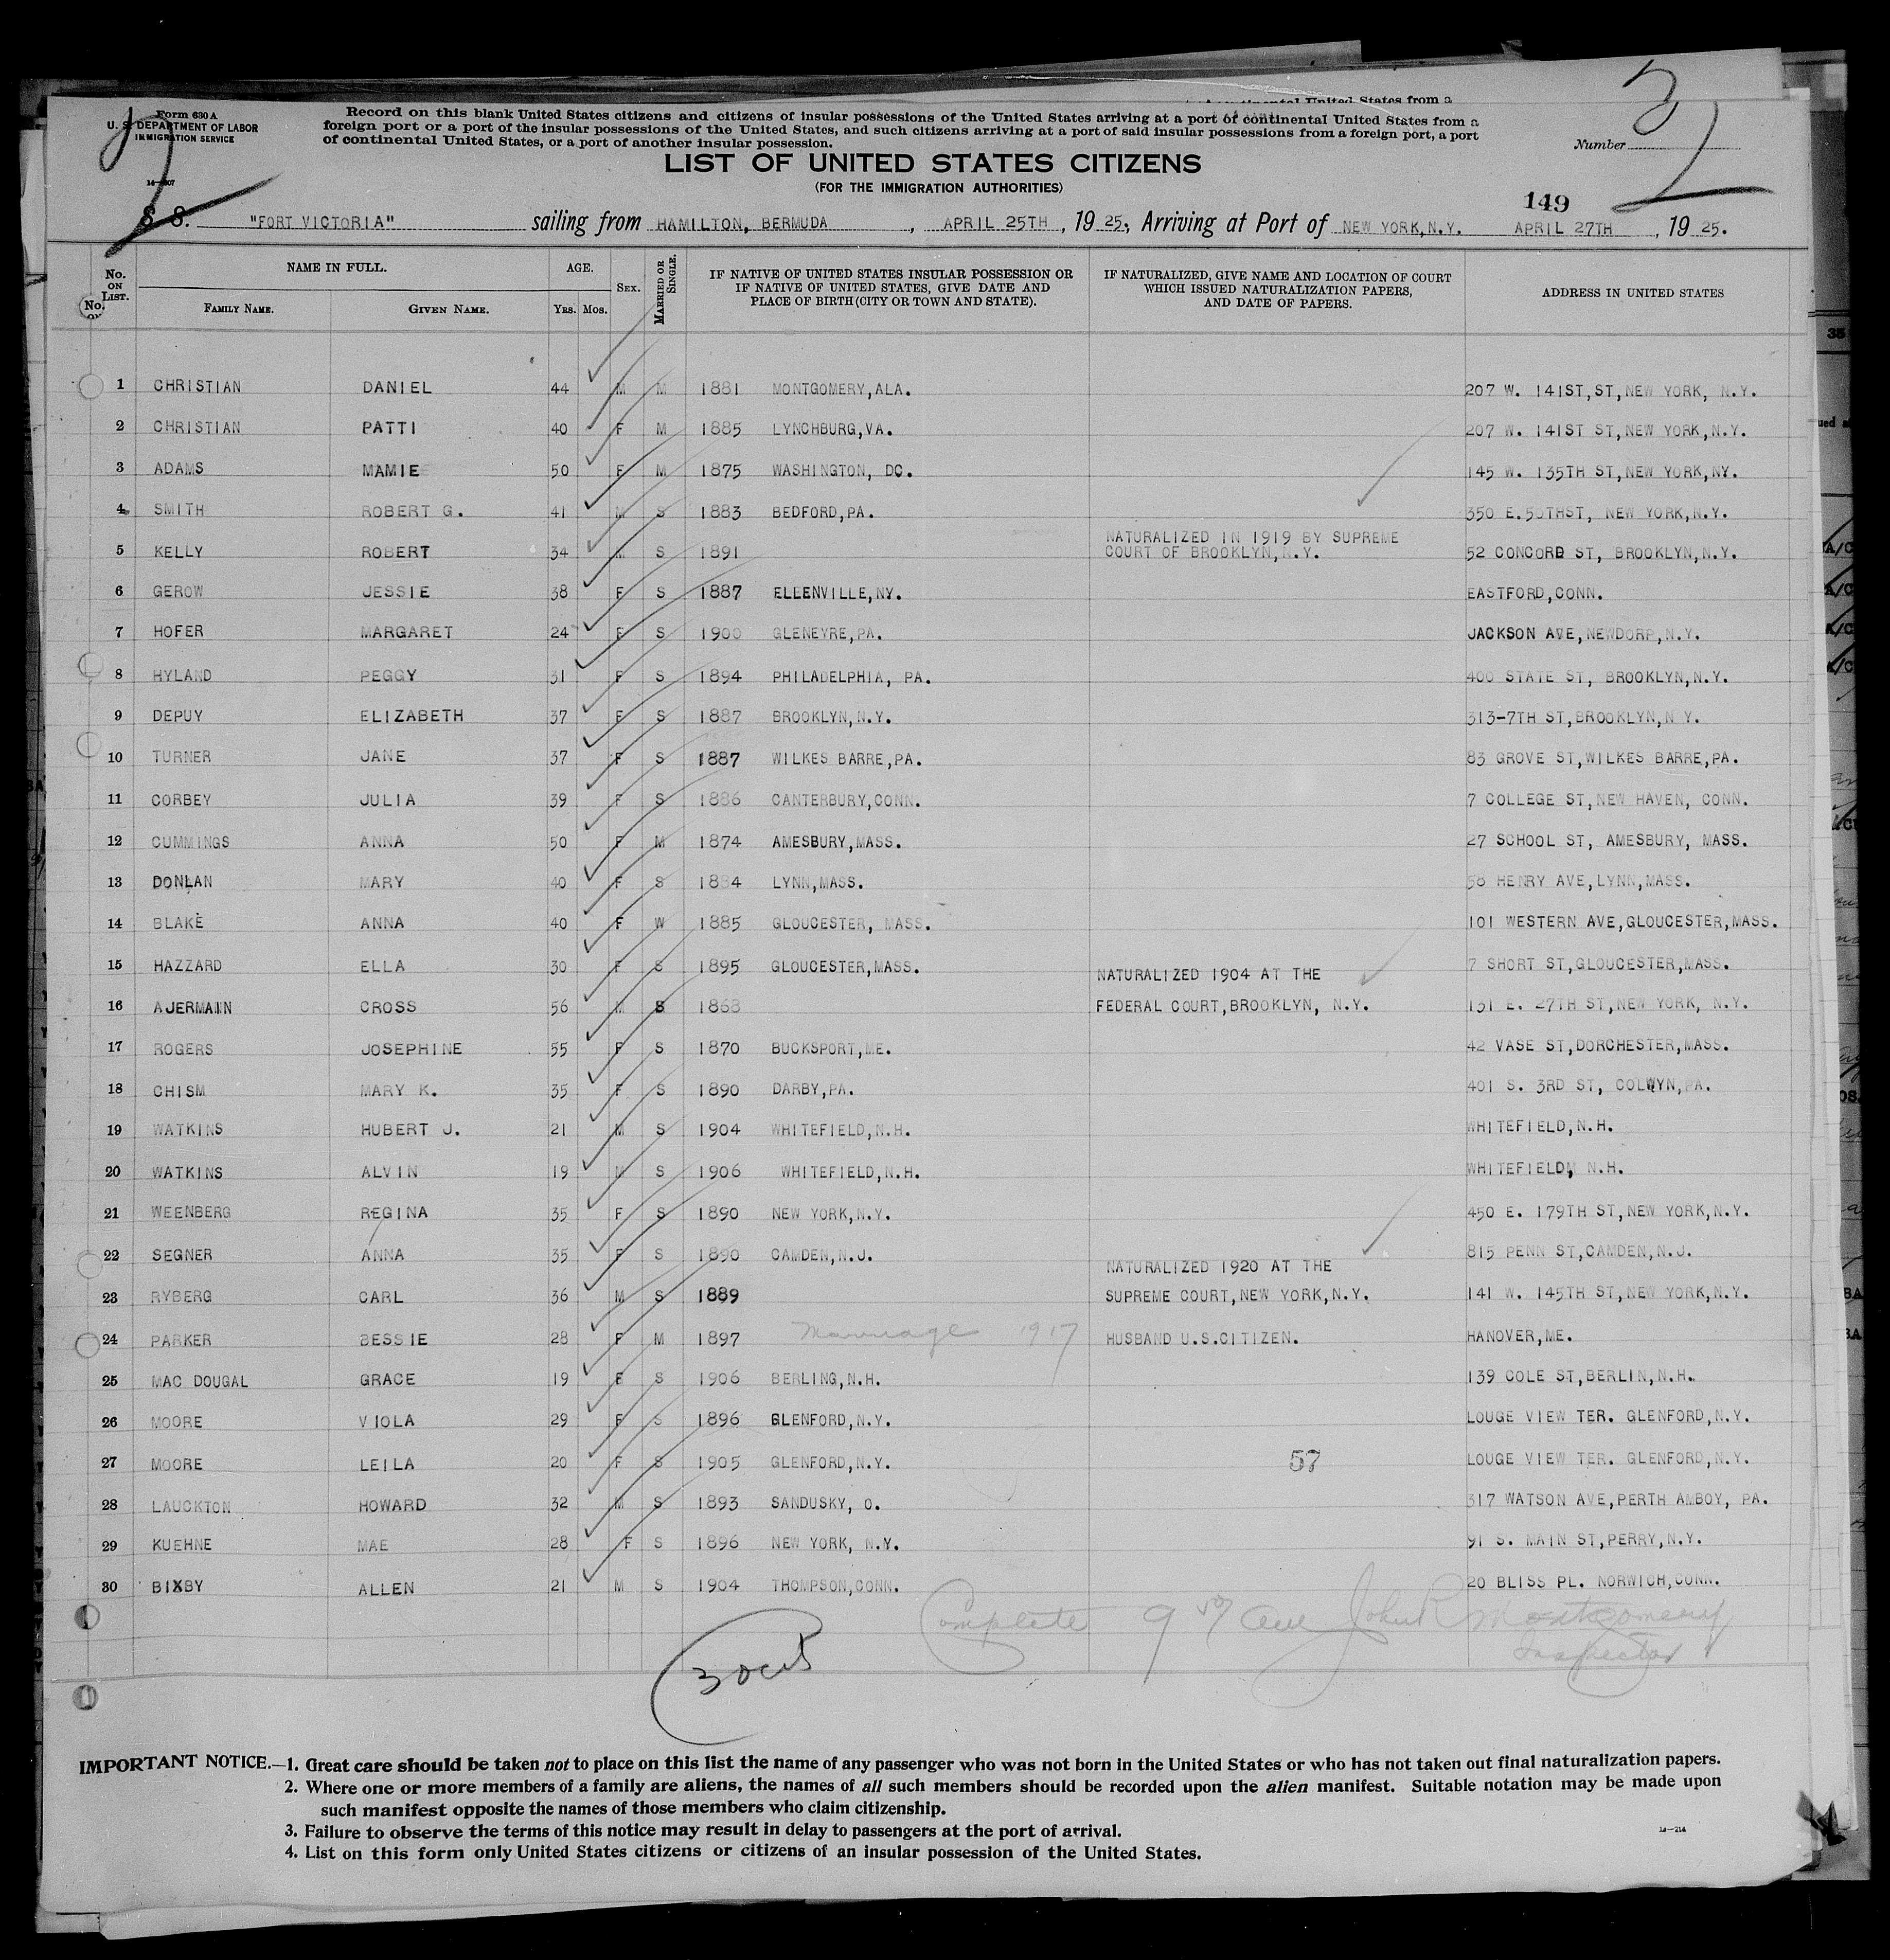 Form 630 A
U. S. DEPARTMENT OF LABOR
IMMIGRATION SERVICE
Record on this blank United States citizens and citizens of insular possessions of the United States arriving at a port of continental United States from a
foreign port or a port of the insular possessions of the United States, and such citizens arriving at a port of said insular possessions from a foreign port, a port
of continental United States, or a port of another insular possession.
Number
LIST OF UNITED STATES CITIZENS
(FOR THE IMMIGRATION AUTHORITIES)
149
S. S. "FORT VICTORIA" sailing from HAMILTON, BERMUDA, APRIL 25TH, 1925., Arriving at Port of NEW YORK,N.Y. APRIL 27TH, 1925.
No. ON LIST. NAME IN FULL. AGE. SEX. MARRIED OR SINGLE. IF NATIVE OF UNITED STATES INSULAR POSSESSION OR IF NATIVE OF UNITED STATES, GIVE DATE AND PLACE OF BIRTH (CITY OR TOWN AND STATE). IF NATURALIZED, GIVE NAME AND LOCATION OF COURT WHICH ISSUED NATURALIZATION PAPERS, AND DATE OF PAPERS. ADDRESS IN UNITED STATES
FAMILY NAME. GIVEN NAME. YRS. MOS.
1 CHRISTIAN DANIEL 44 M M 1881 MONTGOMERY,ALA. 207 W. 141ST,ST,NEW YORK, N.Y.
2 CHRISTIAN PATTI 40 F M 1885 LYNCHBURG,VA. 207 W. 141ST ST,NEW YORK,N.Y.
3 ADAMS MAMIE 50 F M 1875 WASHINGTON, DC. 145 W. 135TH ST,NEW YORK,NY.
4 SMITH ROBERT G. 41 M S 1883 BEDFORD,PA. 350 E. NEW YORK,N.Y.
NATURALIZED IN 1919 BY SUPREME
5 KELLY ROBERT 34 M S 1891 COURT OF BROOKLYN,N.Y. 52 CONCORD ST, BROOKLYN,N.Y.
6 GEROW JESSIE 38 F S 1887 ELLENVILLE,NY. EASTFORD,CONN.
7 HOFER MARGARET 24 F S 1900 GLENEYRE,PA. JACKSON AVE,NEWDORP,N.Y.
8 HYLAND PEGGY 31 F S 1894 PHILADELPHIA, PA. 400 STATE ST, BROOKLYN,N.Y.
9 DEPUY ELIZABETH 37 F S 1887 BROOKLYN,N.Y. 313-7TH ST,BROOKLYN,N Y.
10 TURNER JANE 37 F S 1887 WILKES BARRE,PA. 83 GROVE ST,WILKES BARRE,PA.
11 CORBEY JULIA 39 F S 1886 CANTERBURY,CONN. 7 COLLEGE ST,NEW HAVEN, CONN.
12 CUMMINGS ANNA 50 F M 1874 AMESBURY,MASS. 27 SCHOOL ST, AMESBURY, MASS.
13 DONLAN MARY 40 F S 1884 LYNN,MASS. HENRY AVE,LYNN,MASS.
14 BLAKE ANNA 40 F W 1885 GLOUCESTER, MASS. 101 WESTERN AVE,GLOUCESTER,MASS.
15 HAZZARD ELLA 30 F S 1895 GLOUCESTER,MASS. 7 SHORT ST,GLOUCESTER,MASS.
NATURALIZED 1904 AT THE
16 AJERMAIN CROSS 56 M S 1868 FEDERAL COURT,BROOKLYN, N.Y. 131 E. 27TH ST,NEW YORK, N.Y.
17 ROGERS JOSEPHINE 55 F S 1870 BUCKSPORT,ME. 42 VASE ST,DORCHESTER,MASS.
18 CHISM MARY K. 35 F S 1890 DARBY,PA. 401 S. 3RD ST, COLWYN,PA.
19 WATKINS HUBERT J. 21 M S 1904 WHITEFIELD,N.H. WHITEFIELD,N.H.
20 WATKINS ALVIN 19 M S 1906 WHITEFIELD,N.H. WHITEFIELD, N.H.
21 WEENBERG REGINA 35 F S 1890 NEW YORK,N.Y. 450 E. 179TH ST,NEW YORK,N.Y.
22 SEGNER ANNA 35 F S 1890 CAMDEN,N.J. 815 PENN ST,CAMDEN,N.J.
NATURALIZED 1920 AT THE
23 RYBERG CARL 36 M S 1889 SUPREME COURT,NEW YORK,N.Y. 141 W. 145TH ST,NEW YORK,N.Y.
24 PARKER BESSIE 28 F M 1897 Marriage 1917 HUSBAND U.S.CITIZEN. HANOVER,ME.
25 MAC DOUGAL GRACE 19 F S 1906 BERLING,N.H. 139 COLE ST,BERLIN,N.H.
26 MOORE VIOLA 29 F S 1896 GLENFORD,N.Y. LOUGE VIEW TER. GLENFORD,N.Y.
27 MOORE LEILA 20 F S 1905 GLENFORD,N.Y. 57 LOUGE VIEW TER. GLENFORD,N.Y.
28 LAUCKTON HOWARD 32 M S 1893 SANDUSKY, O. 317 WATSON AVE,PERTH AMBOY, PA.
29 KUEHNE MAE 28 F S 1896 NEW YORK, N.Y. 91 S. MAIN ST,PERRY,N.Y.
30 BIXBY ALLEN 21 M S 1904 THOMPSON,CONN. 20 BLISS PL. NORWICH,CONN.
Complete John R Montgomery
Inspector
IMPORTANT NOTICE.—1. Great care should be taken not to place on this list the name of any passenger who was not born in the United States or who has not taken out final naturalization papers.
2. Where one or more members of a family are aliens, the names of all such members should be recorded upon the alien manifest. Suitable notation may be made upon
such manifest opposite the names of those members who claim citizenship.
3. Failure to observe the terms of this notice may result in delay to passengers at the port of arrival.
4. List on this form only United States citizens or citizens of an insular possession of the United States.